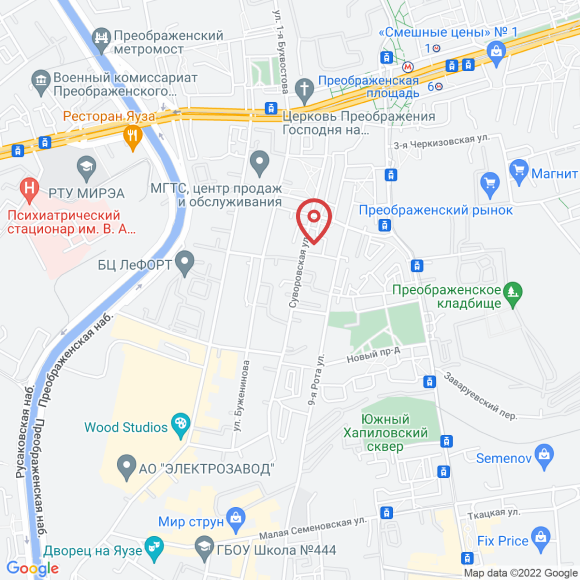 Преображенский
метромост
ул. 1-я Бухвостова
«Смешные цены» № 1
1
Военный комиссариат
Преображенского...
Преображенская
площадь
6
Ресторан Яуза
Церковь Преображения
Господня на...
3-я Черкизовская ул.
РТУ МИРЭА
МГТС, центр продаж
и обслуживания
Магнит
Психиатрический
стационар им. В. А...
Преображенский рынок
Суворовская ул.
БЦ ЛеФОРТ
Преображенское
кладбище
Преображенская наб.
Русаковская наб.
Преображенская наб.
Новый пр-д
9-я Рота ул.
ул. Буженинова
Заваруевский пер.
Wood Studios
Южный
Хапиловский
сквер
АО "ЭЛЕКТРОЗАВОД"
Semenov
Мир струн
Малая Семеновская ул.
Ткацкая ул.
Дворец на Яузе
ГБОУ Школа №444
Fix Price
Google
Map data ©2022 Google